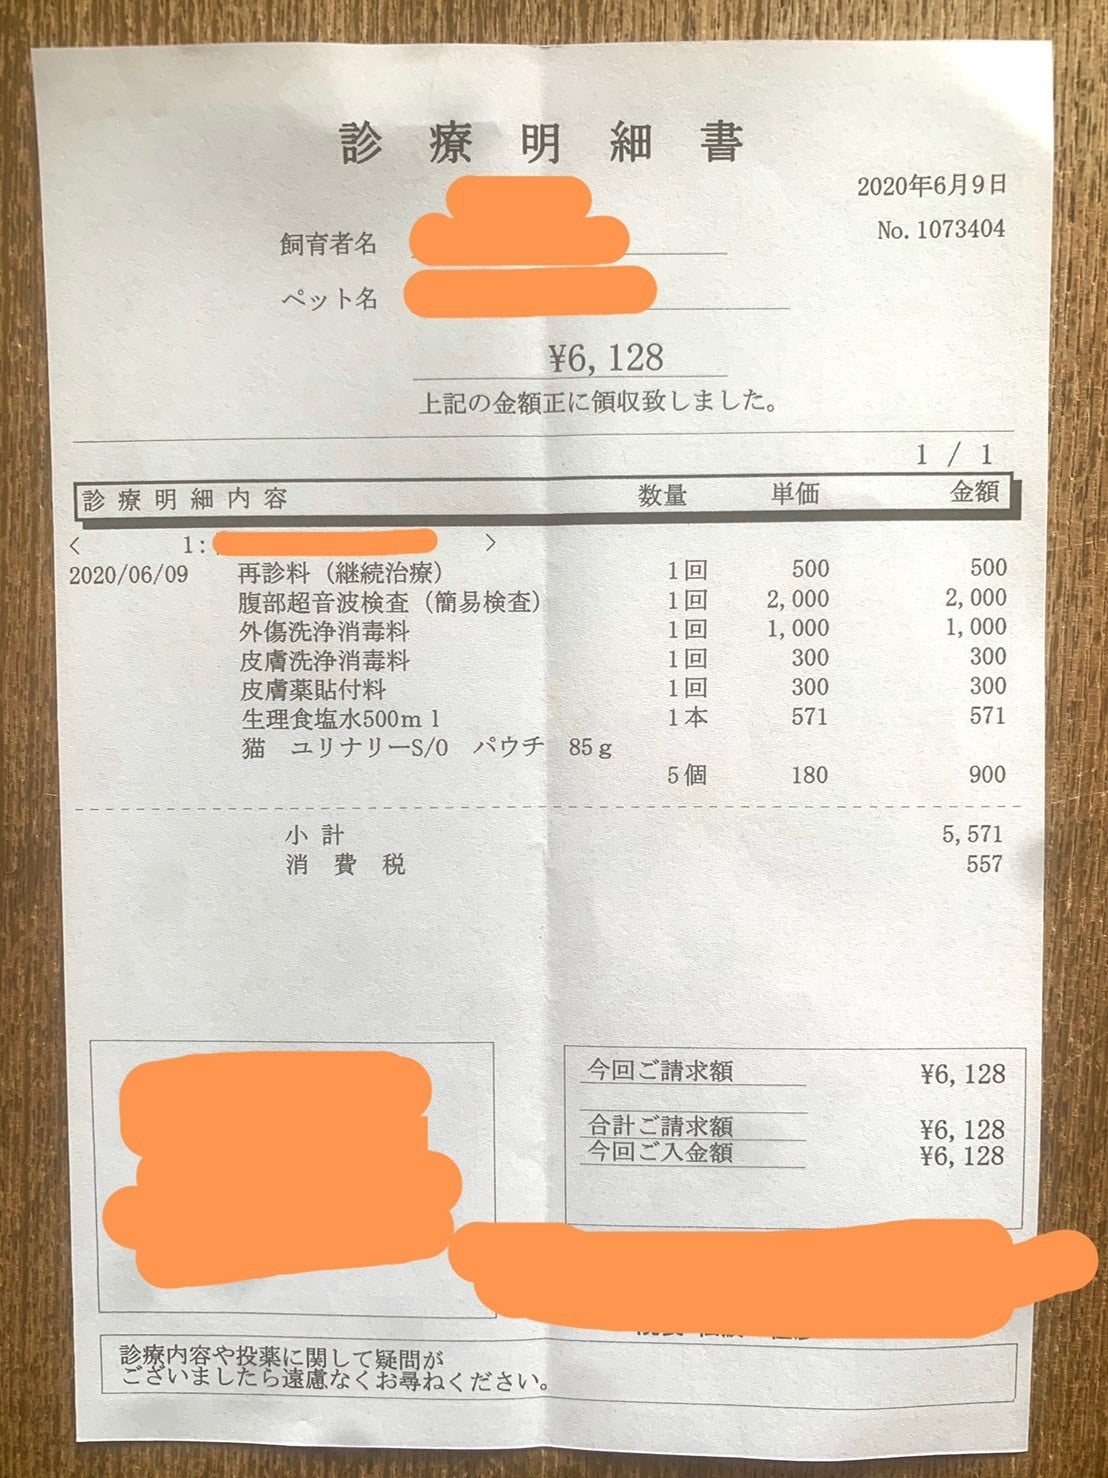 診療明細書
2020年6月9日
No.1073404
飼育者名
ペット名
¥6,128
上記の金額正に領収致しました。
1 / 1
診療明細内容 数量 単価 金額
< 1: >
2020/06/09 再診料（継続治療） 1回 500 500
腹部超音波検査（簡易検査） 1回 2,000 2,000
外傷洗浄消毒料 1回 1,000 1,000
皮膚洗浄消毒料 1回 300 300
皮膚薬貼付料 1回 300 300
生理食塩水500ml 1本 571 571
猫 ユリナリーS/O パウチ 85g
5個 180 900
小計 5,571
消費税 557
今回ご請求額 ¥6,128
合計ご請求額 ¥6,128
今回ご入金額 ¥6,128
診療内容や投薬に関して疑問が
ございましたら遠慮なくお尋ねください。